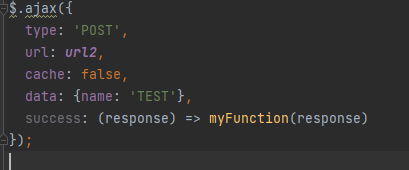 $.ajax({
  type: 'POST',
  url: url2,
  cache: false,
  data: {name: 'TEST'},
  success: (response) => myFunction(response)
});